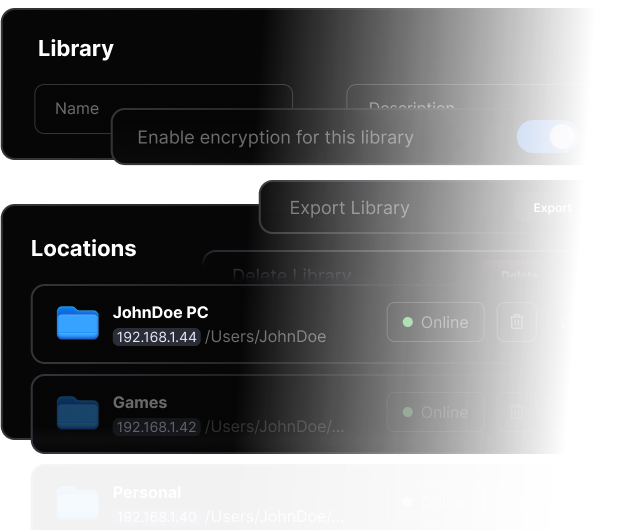 Library
Name
Description
Enable encryption for this library
Export Library
Export
Locations
Delete Library
Delete
JohnDoe PC
192.168.1.44 /Users/JohnDoe
Online
Games
192.168.1.42 /Users/JohnDoe/...
Online
Personal
192.168.1.40 /Users/JohnDoe/...